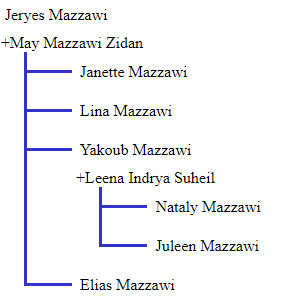 Jeryes Mazzawi
+May Mazzawi Zidan
Janette Mazzawi
Lina Mazzawi
Yakoub Mazzawi
+Leena Indrya Suheil
Nataly Mazzawi
Juleen Mazzawi
Elias Mazzawi